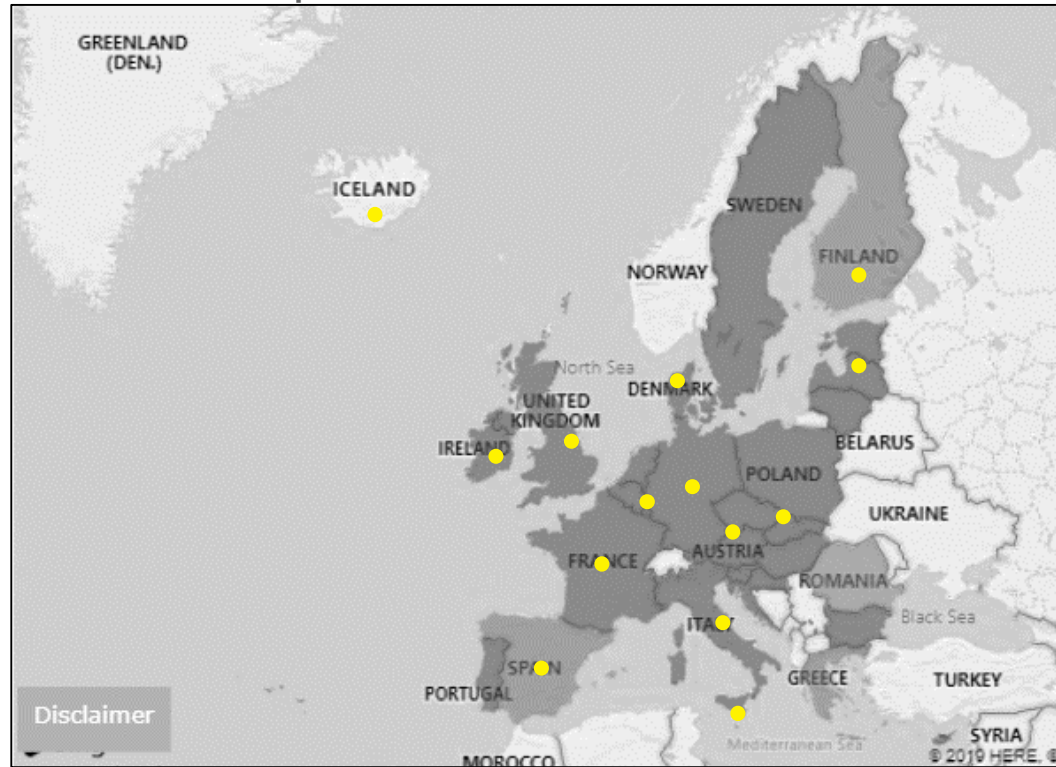 GREENLAND
(DEN.)
ICELAND
SWEDEN
FINLAND
NORWAY
North Sea
DENMARK
UNITED
KINGDOM
IRELAND
BELARUS
POLAND
UKRAINE
FRANCE
AUSTRIA
ROMANIA
Black Sea
ITALY
SPAIN
GREECE
TURKEY
PORTUGAL
Disclaimer
SYRIA
Mediterranean Sea
© 2019 HERE, ©
MOROCCO